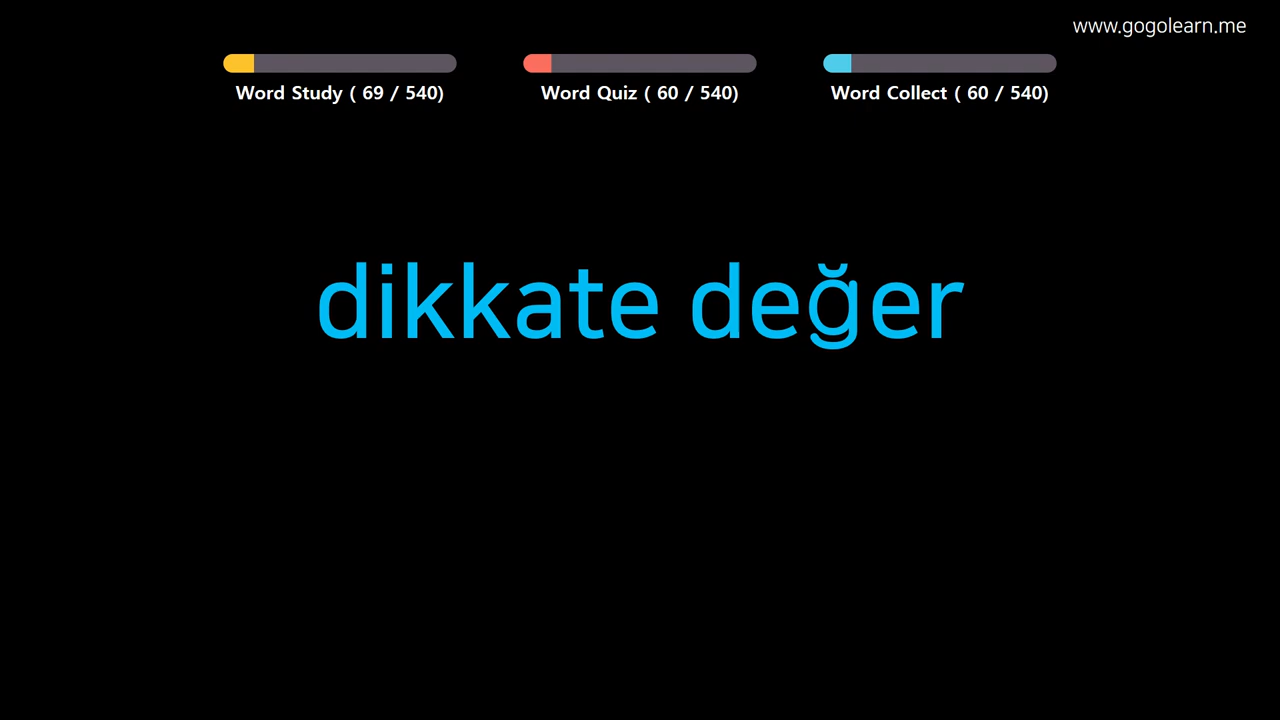 www.gogolearn.me
Word Study ( 69 / 540)
Word Quiz ( 60 / 540)
Word Collect ( 60 / 540)
dikkate değer